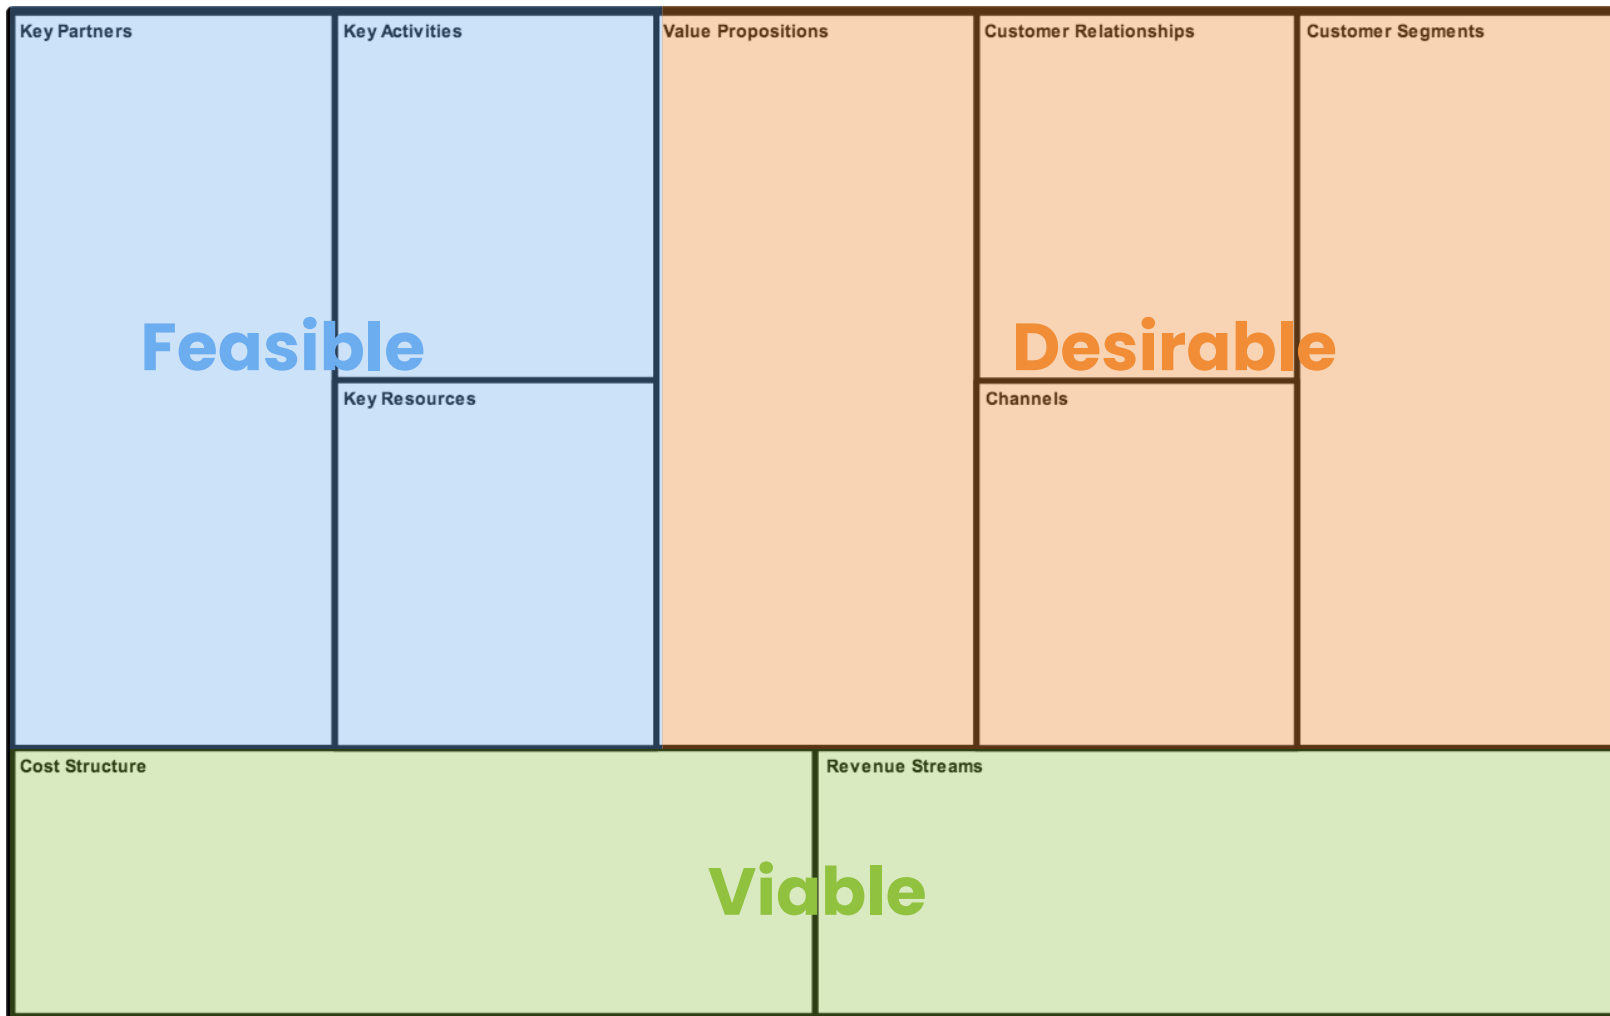 Key Partners
Key Activities
Value Propositions
Customer Relationships
Customer Segments
Feasible
Desirable
Key Resources
Channels
Cost Structure
Revenue Streams
Viable